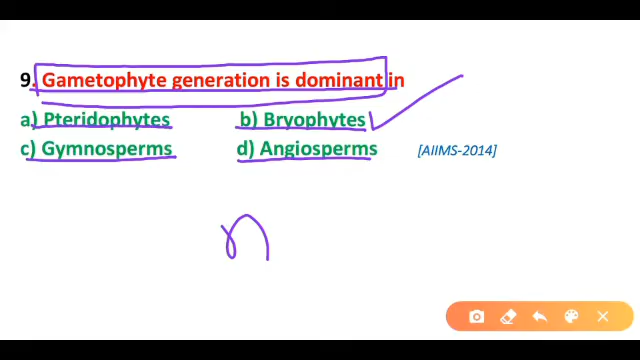 9. Gametophyte generation is dominant in
a) Pteridophytes b) Bryophytes
c) Gymnosperms d) Angiosperms [AIIMS-2014]
n